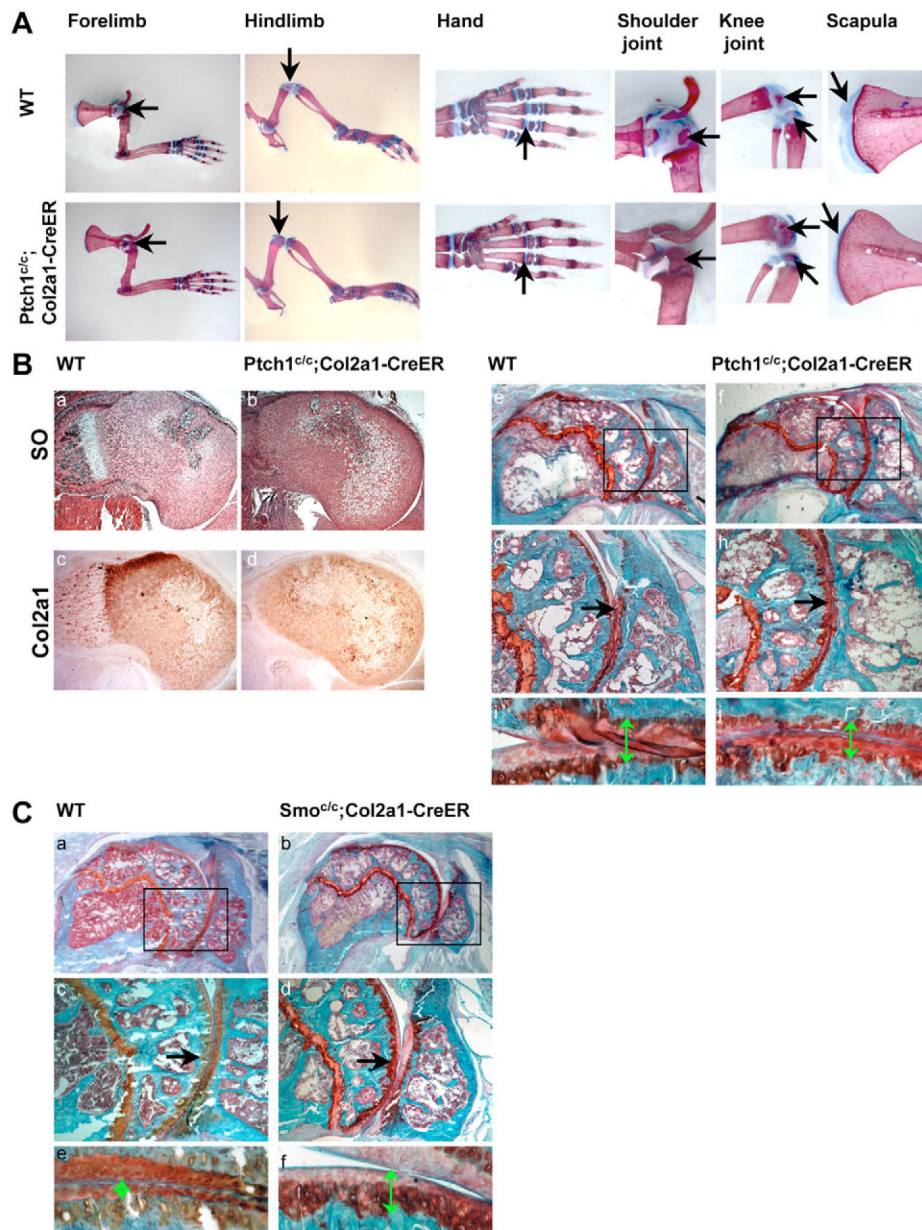 A
Forelimb
Hindlimb
Hand
Shoulder joint
Knee joint
Scapula
WT
Ptch1c/c;
Col2a1-CreER
B
WT
Ptch1c/c;Col2a1-CreER
WT
Ptch1c/c;Col2a1-CreER
SO
a
b
e
f
Col2a1
c
d
g
h
i
j
C
WT
Smoc/c;Col2a1-CreER
a
b
c
d
e
f